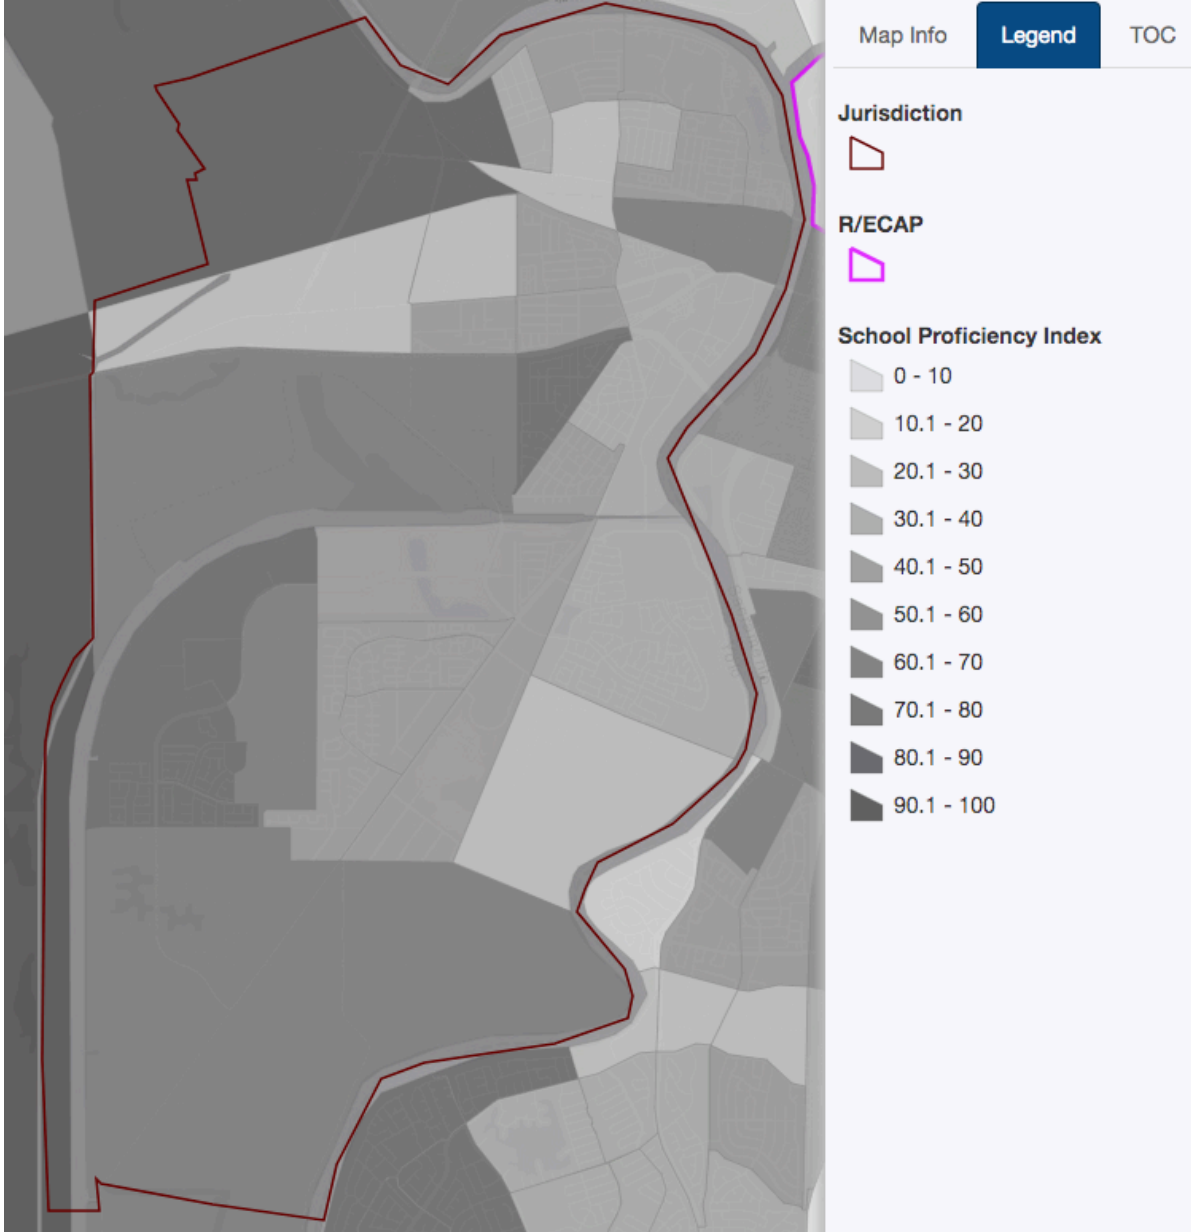 Map Info Legend TOC
Jurisdiction
R/ECAP
School Proficiency Index
0 - 10
10.1 - 20
20.1 - 30
30.1 - 40
40.1 - 50
50.1 - 60
60.1 - 70
70.1 - 80
80.1 - 90
90.1 - 100